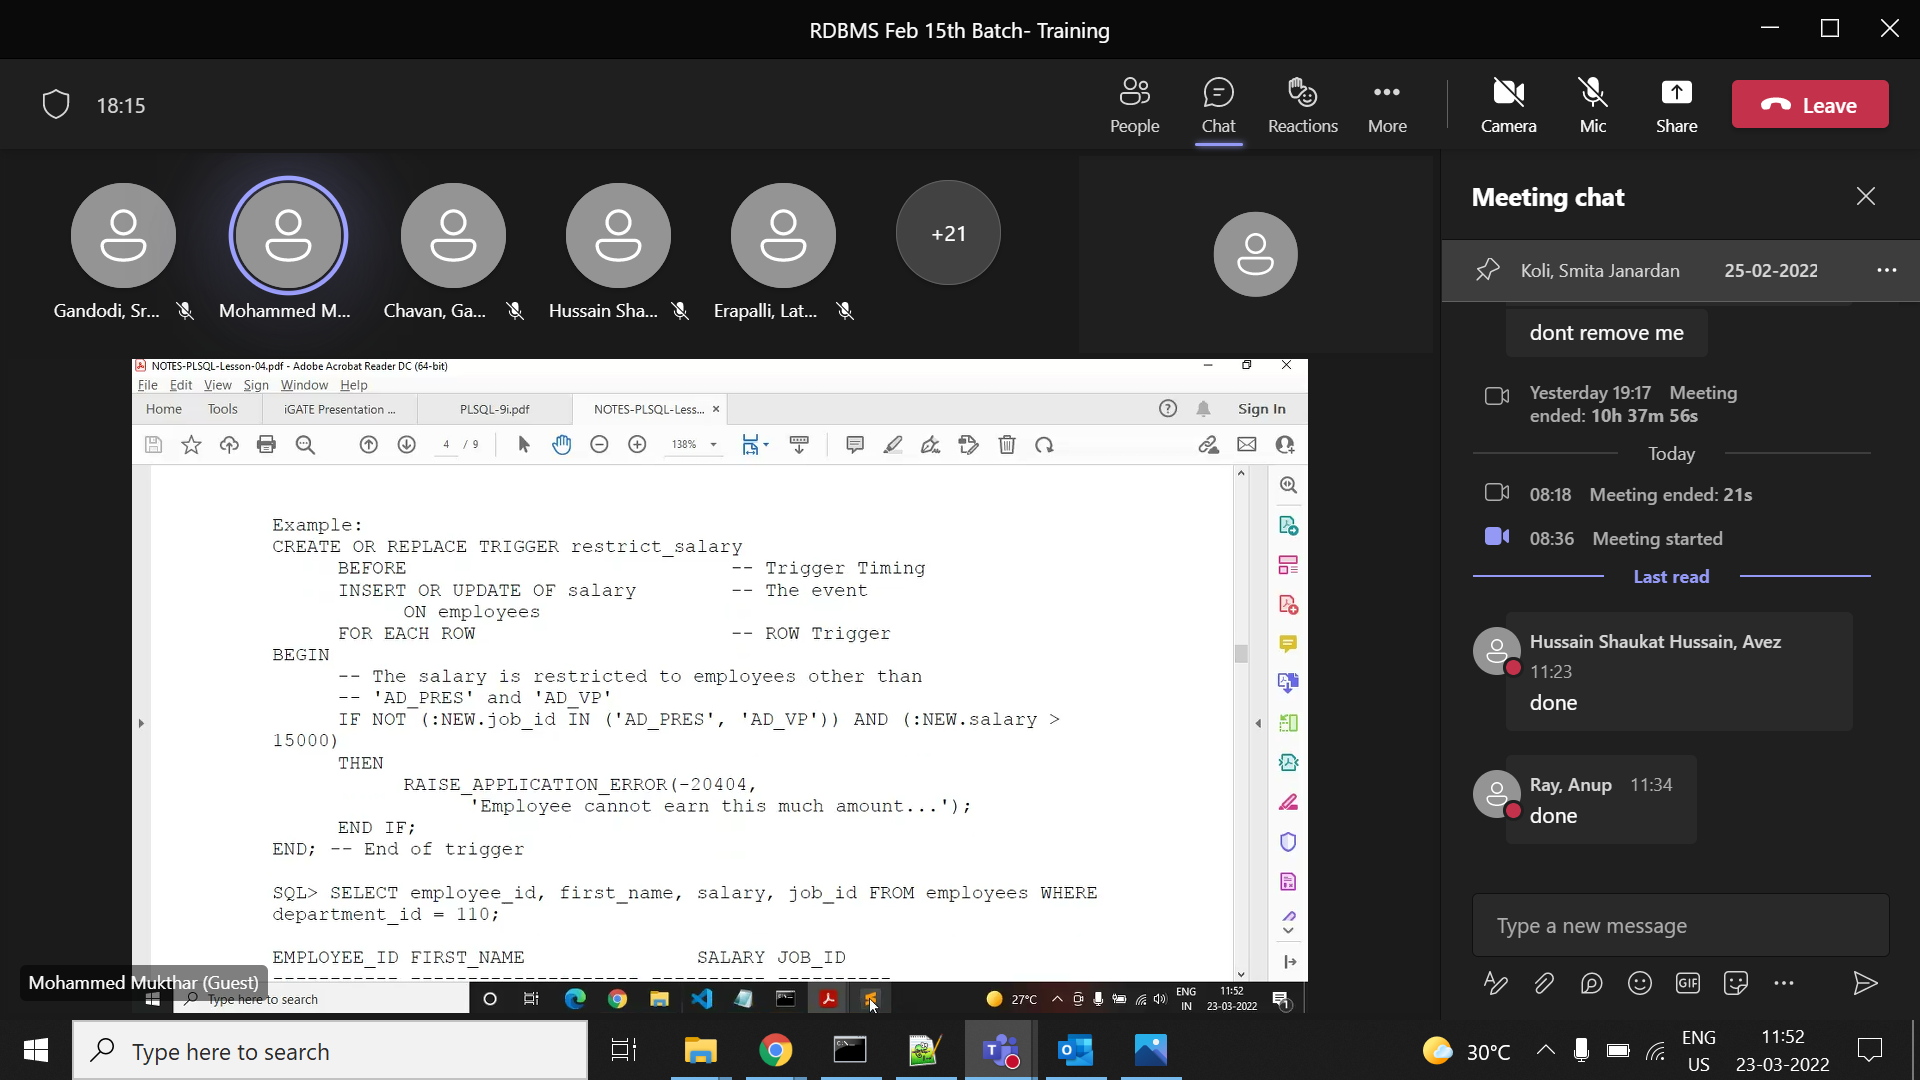 RDBMS Feb 15th Batch- Training
18:15
People
Chat
Reactions
More
Camera
Mic
Share
Leave
+21
Gandodi, Sr...
Mohammed M...
Chavan, Ga...
Hussain Sha...
Erapalli, Lat...
NOTES-PLSQL-Lesson-04.pdf - Adobe Acrobat Reader DC (64-bit)
File Edit View Sign Window Help
Home Tools iGATE Presentation ... PLSQL-9i.pdf NOTES-PLSQL-Less... × Sign In
4 / 9 138%
Example:
CREATE OR REPLACE TRIGGER restrict_salary
BEFORE -- Trigger Timing
INSERT OR UPDATE OF salary -- The event
ON employees
FOR EACH ROW -- ROW Trigger
BEGIN
-- The salary is restricted to employees other than
-- 'AD_PRES' and 'AD_VP'
IF NOT (:NEW.job_id IN ('AD_PRES', 'AD_VP')) AND (:NEW.salary >
15000)
THEN
RAISE_APPLICATION_ERROR(-20404,
'Employee cannot earn this much amount...');
END IF;
END; -- End of trigger
SQL> SELECT employee_id, first_name, salary, job_id FROM employees WHERE
department_id = 110;
EMPLOYEE_ID FIRST_NAME SALARY JOB_ID
----------- -------------------- ---------- ----------
Mohammed Mukthar (Guest)
Type here to search
27°C
ENG
IN
11:52
23-03-2022
1
Meeting chat
Koli, Smita Janardan 25-02-2022
dont remove me
Yesterday 19:17 Meeting
ended: 10h 37m 56s
Today
08:18 Meeting ended: 21s
08:36 Meeting started
Last read
Hussain Shaukat Hussain, Avez
11:23
done
Ray, Anup 11:34
done
Type a new message
GIF
Type here to search
30°C
ENG
US
11:52
23-03-2022